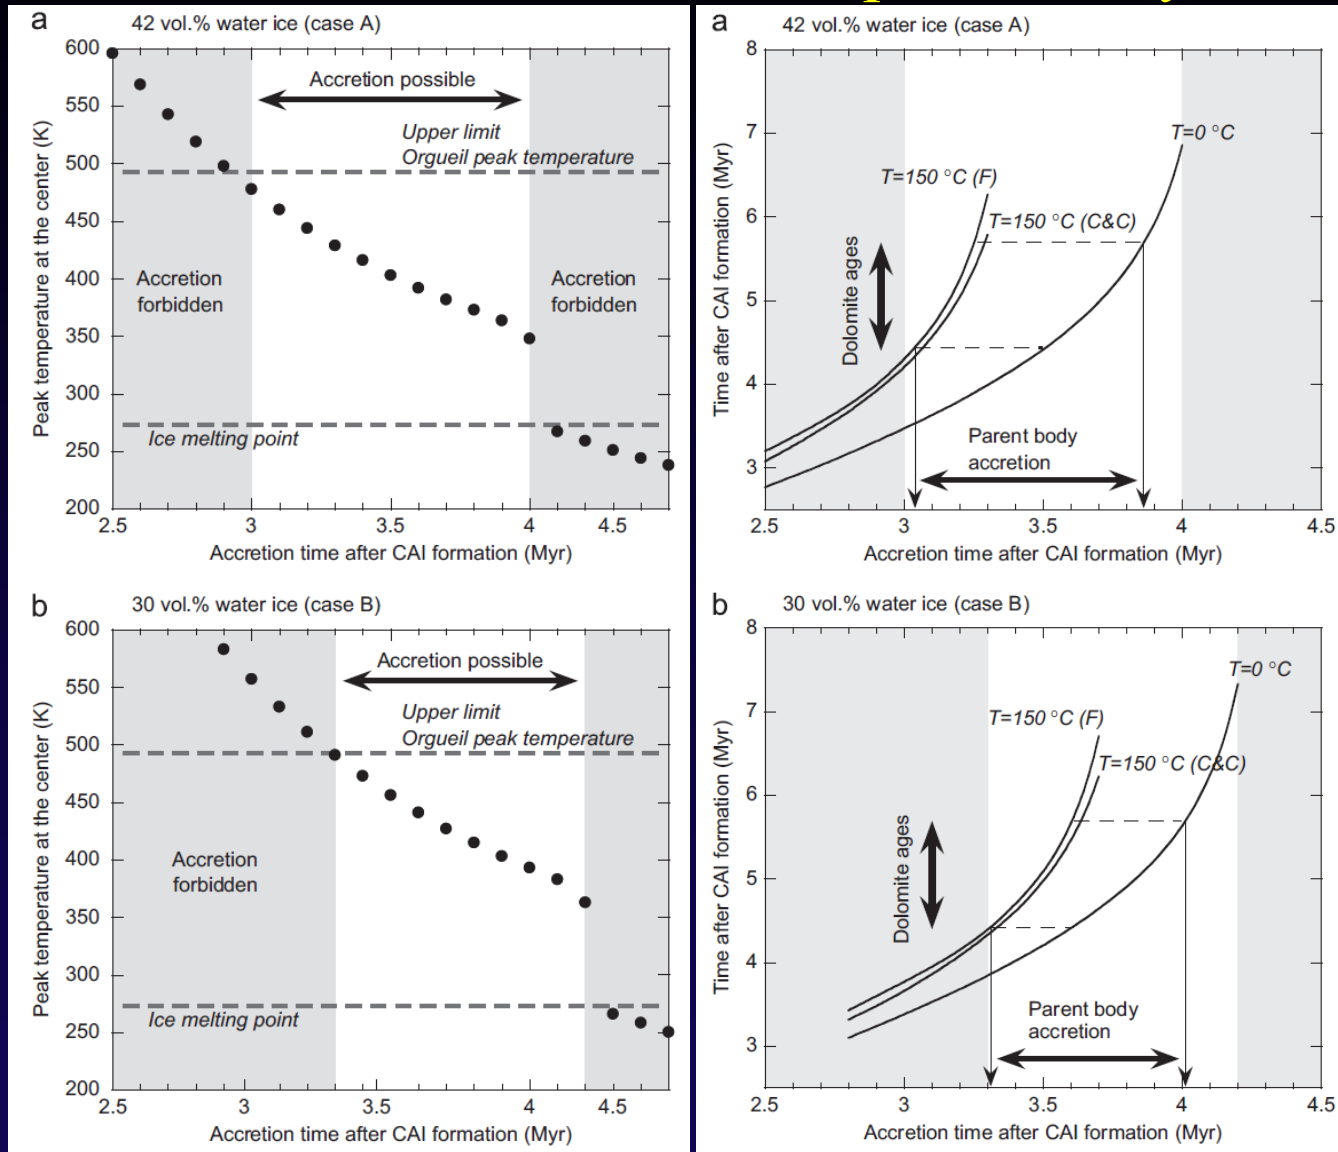 a
42 vol.% water ice (case A)
600
550
500
450
400
350
300
250
200
Peak temperature at the center (K)
Accretion possible
Upper limit
Orgueil peak temperature
Accretion
forbidden
Accretion
forbidden
Ice melting point
2.5
3
3.5
4
4.5
Accretion time after CAI formation (Myr)
a
42 vol.% water ice (case A)
8
7
6
5
4
3
Time after CAI formation (Myr)
T=0 °C
T=150 °C (F)
T=150 °C (C&C)
Dolomite ages
Parent body
accretion
2.5
3
3.5
4
4.5
Accretion time after CAI formation (Myr)
b
30 vol.% water ice (case B)
600
550
500
450
400
350
300
250
200
Peak temperature at the center (K)
Accretion possible
Upper limit
Orgueil peak temperature
Accretion
forbidden
Ice melting point
2.5
3
3.5
4
4.5
Accretion time after CAI formation (Myr)
b
30 vol.% water ice (case B)
8
7
6
5
4
3
Time after CAI formation (Myr)
T=0 °C
T=150 °C (F)
T=150 °C (C&C)
Dolomite ages
Parent body
accretion
2.5
3
3.5
4
4.5
Accretion time after CAI formation (Myr)